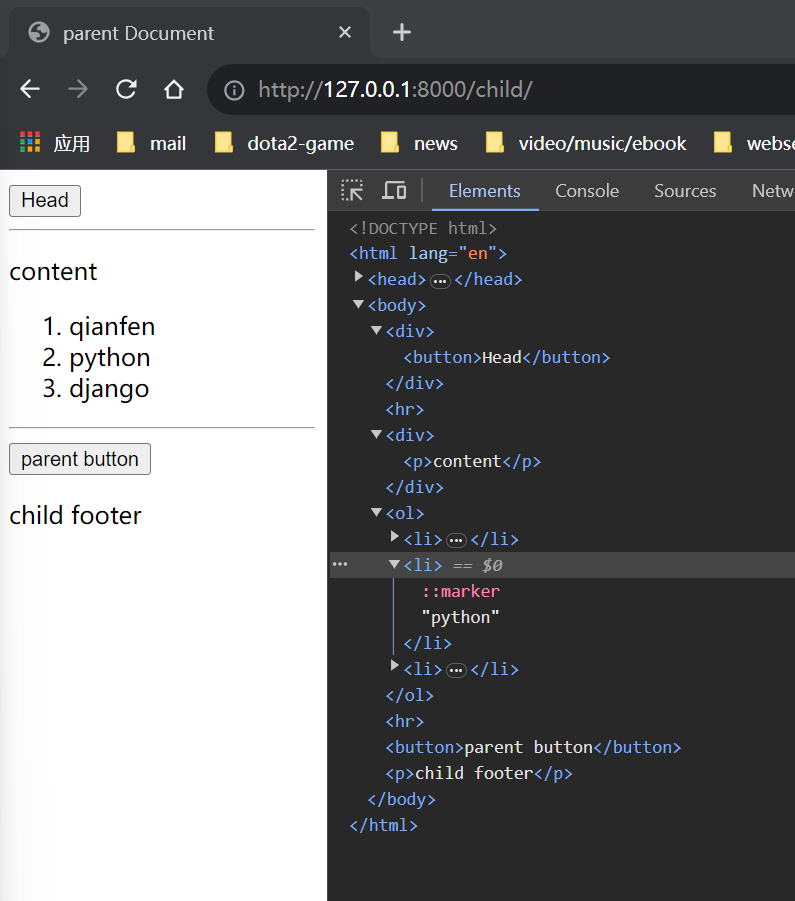 parent Document
http://127.0.0.1:8000/child/
应用 mail dota2-game news video/music/ebook webse
Head
content
1. qianfen
2. python
3. django
parent button
child footer
Elements Console Sources Netw
<!DOCTYPE html>
<html lang="en">
<head> ••• </head>
<body>
<div>
<button>Head</button>
</div>
<hr>
<div>
<p>content</p>
</div>
<ol>
<li> ••• </li>
••• <li> == $0
::marker
"python"
</li>
<li> ••• </li>
</ol>
<hr>
<button>parent button</button>
<p>child footer</p>
</body>
</html>